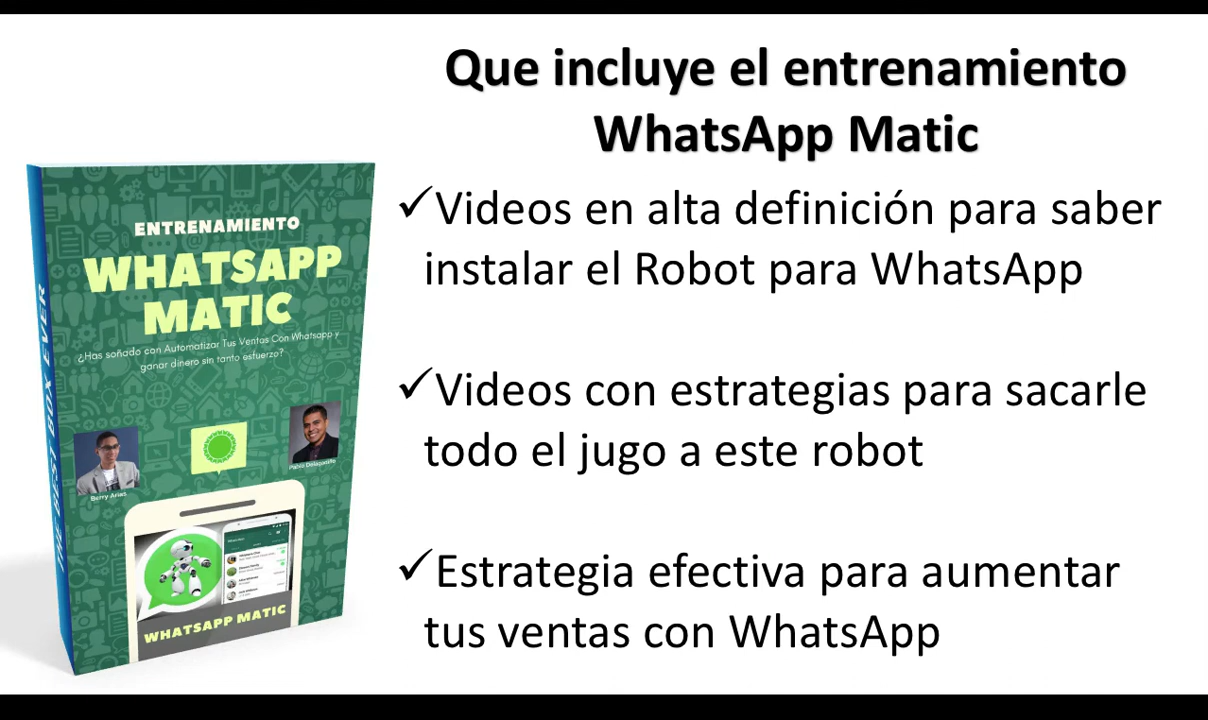 Que incluye el entrenamiento
WhatsApp Matic
✓Videos en alta definición para saber
instalar el Robot para WhatsApp
✓Videos con estrategias para sacarle
todo el jugo a este robot
✓Estrategia efectiva para aumentar
tus ventas con WhatsApp
THE BEST BOX EVER
ENTRENAMIENTO
WHATSAPP
MATIC
¿Has soñado con Automatizar Tus Ventas Con Whatsapp y
ganar dinero sin tanto esfuerzo?
Berry Arias
Pablo
WHATSAPP MATIC